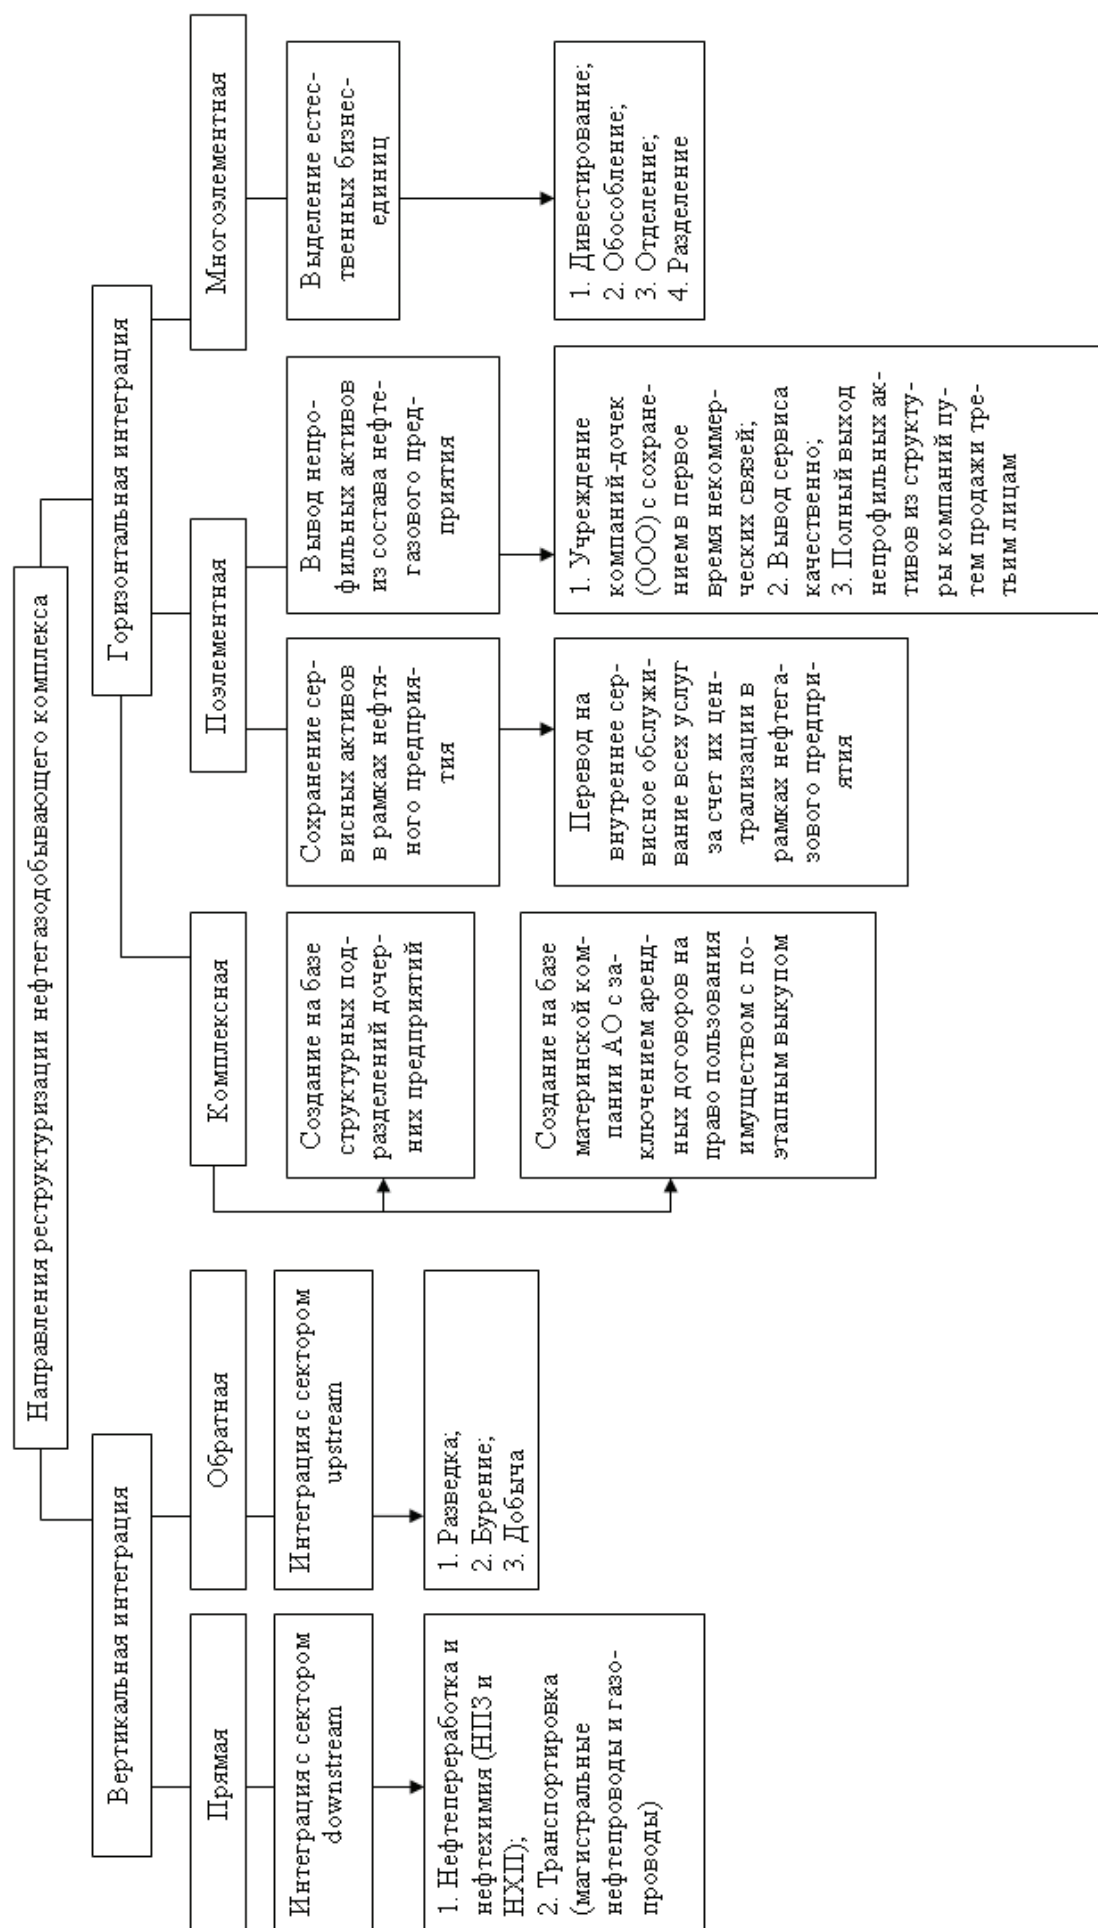 Направления реструктуризации нефтегазодобывающего комплекса
Вертикальная интеграция
Горизонтальная интеграция
Прямая
Обратная
Комплексная
Поэлементная
Многоэлементная
Интеграция с сектором
downstream
Интеграция с сектором
upstream
Создание на базе
структурных под-
разделений дочер-
них предприятий
Сохранение сер-
висных активов
в рамках нефтя-
ного предприя-
тия
Вывод непро-
фильных активов
из состава нефте-
газового пред-
приятия
Выделение естес-
твенных бизнес-
единиц
1. Нефтепереработка и
нефтехимия (НПЗ и
НХП);
2. Транспортировка
(магистральные
нефтепроводы и газо-
проводы)
1. Разведка;
2. Бурение;
3. Добыча
Создание на базе
материнской ком-
пании АО с за-
ключением аренд-
ных договоров на
право пользования
имуществом с по-
этапным выкупом
Перевод на
внутреннее сер-
висное обслужи-
вание всех услуг
за счет их цен-
трализации в
рамках нефтега-
зового предпри-
ятия
1. Учреждение
компаний-дочек
(ООО) с сохране-
нием в первое
время некоммер-
ческих связей;
2. Вывод сервиса
качественно;
3. Полный выход
непрофильных ак-
тивов из структу-
ры компаний пу-
тем продажи тре-
тьим лицам
1. Дивестирование;
2. Обособление;
3. Отделение;
4. Разделение